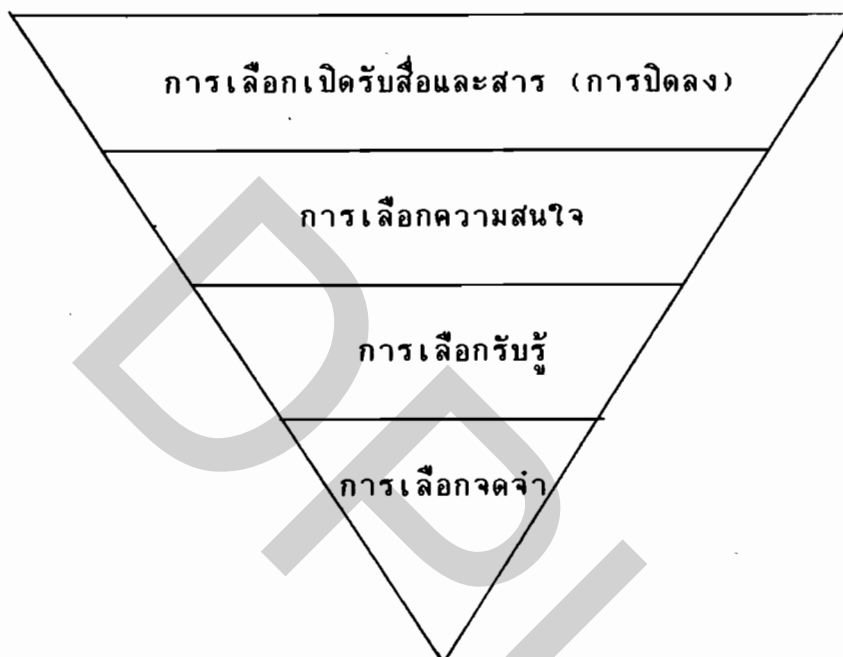 การเลือกเปิดรับสื่อและสาร (การปิดลง)
การเลือกความสนใจ
การเลือกรับรู้
การเลือกจดจำ